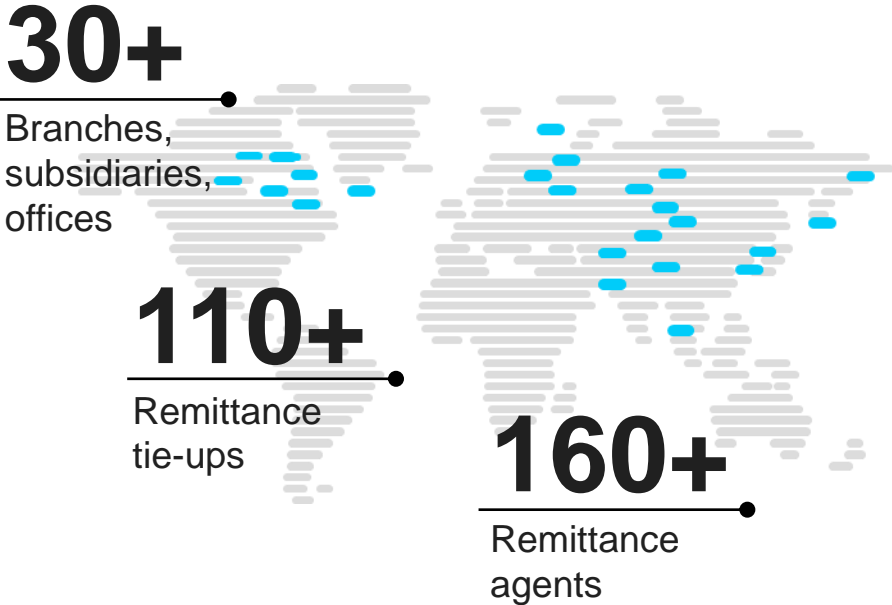 30+
Branches,
subsidiaries,
offices
110+
Remittance
tie-ups
160+
Remittance
agents